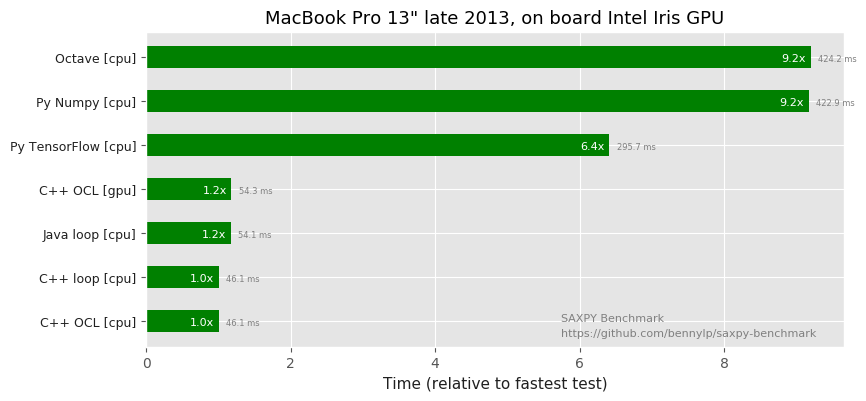 MacBook Pro 13" late 2013, on board Intel Iris GPU
Octave [cpu] 9.2x 424.2 ms
Py Numpy [cpu] 9.2x 422.9 ms
Py TensorFlow [cpu] 6.4x 295.7 ms
C++ OCL [gpu] 1.2x 54.3 ms
Java loop [cpu] 1.2x 54.1 ms
C++ loop [cpu] 1.0x 46.1 ms
C++ OCL [cpu] 1.0x 46.1 ms
SAXPY Benchmark
https://github.com/bennylp/saxpy-benchmark
0 2 4 6 8
Time (relative to fastest test)